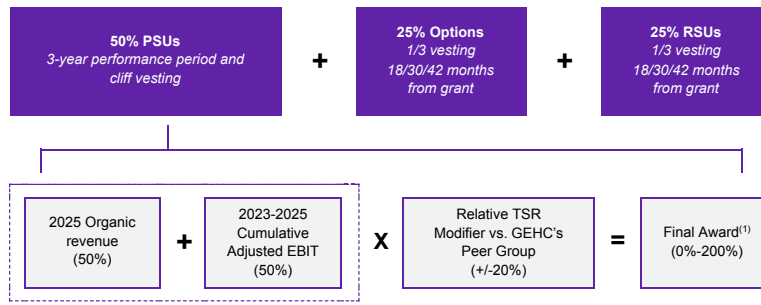 50% PSUs
3-year performance period and
cliff vesting
+
25% Options
1/3 vesting
18/30/42 months
from grant
+
25% RSUs
1/3 vesting
18/30/42 months
from grant
2025 Organic
revenue
(50%)
+
2023-2025
Cumulative
Adjusted EBIT
(50%)
X
Relative TSR
Modifier vs. GEHC's
Peer Group
(+/-20%)
=
Final Award(1)
(0%-200%)